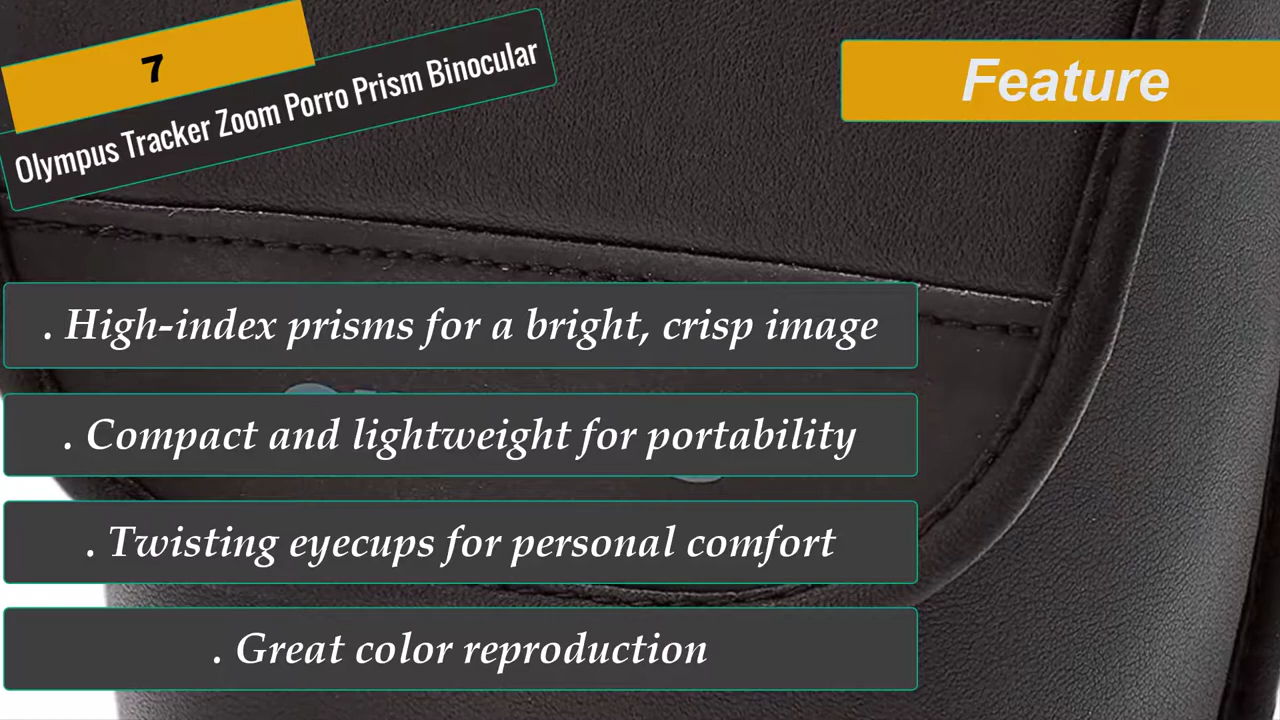 7
Olympus Tracker Zoom Porro Prism Binocular
Feature
. High-index prisms for a bright, crisp image
. Compact and lightweight for portability
. Twisting eyecups for personal comfort
. Great color reproduction